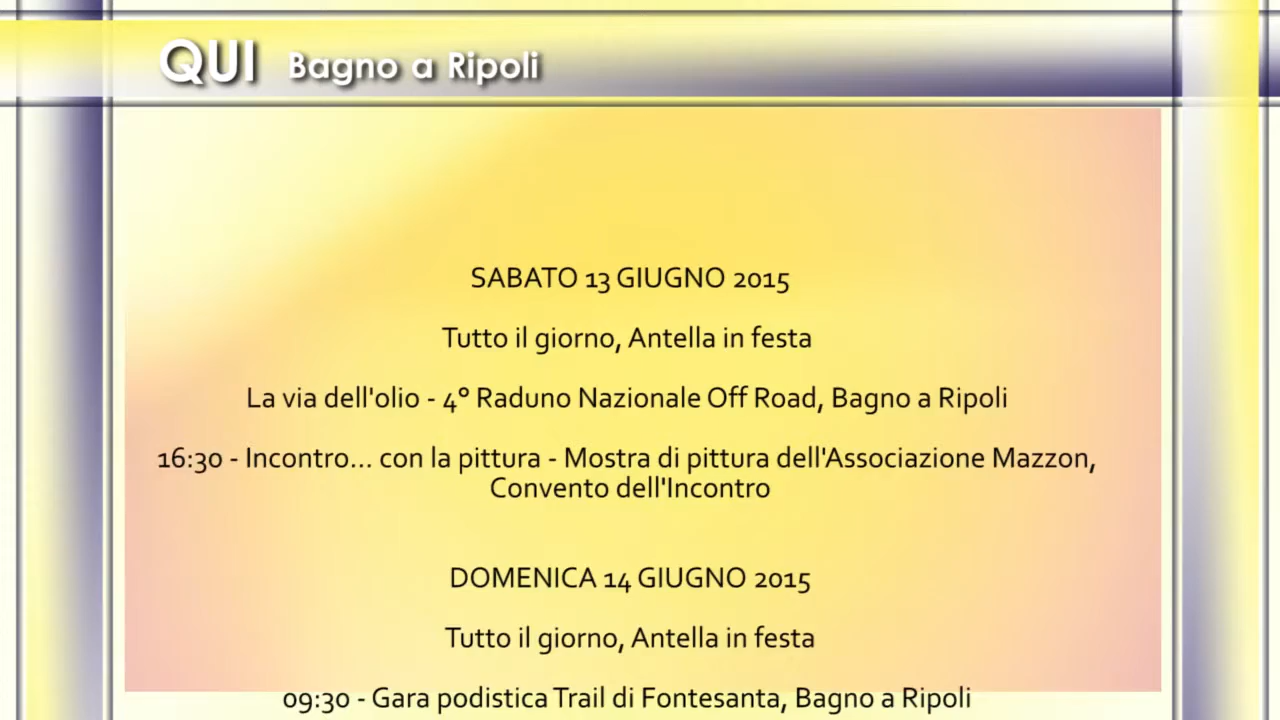 QUI Bagno a Ripoli
SABATO 13 GIUGNO 2015
Tutto il giorno, Antella in festa
La via dell'olio - 4° Raduno Nazionale Off Road, Bagno a Ripoli
16:30 - Incontro... con la pittura - Mostra di pittura dell'Associazione Mazzon,
Convento dell'Incontro
DOMENICA 14 GIUGNO 2015
Tutto il giorno, Antella in festa
09:30 - Gara podistica Trail di Fontesanta, Bagno a Ripoli